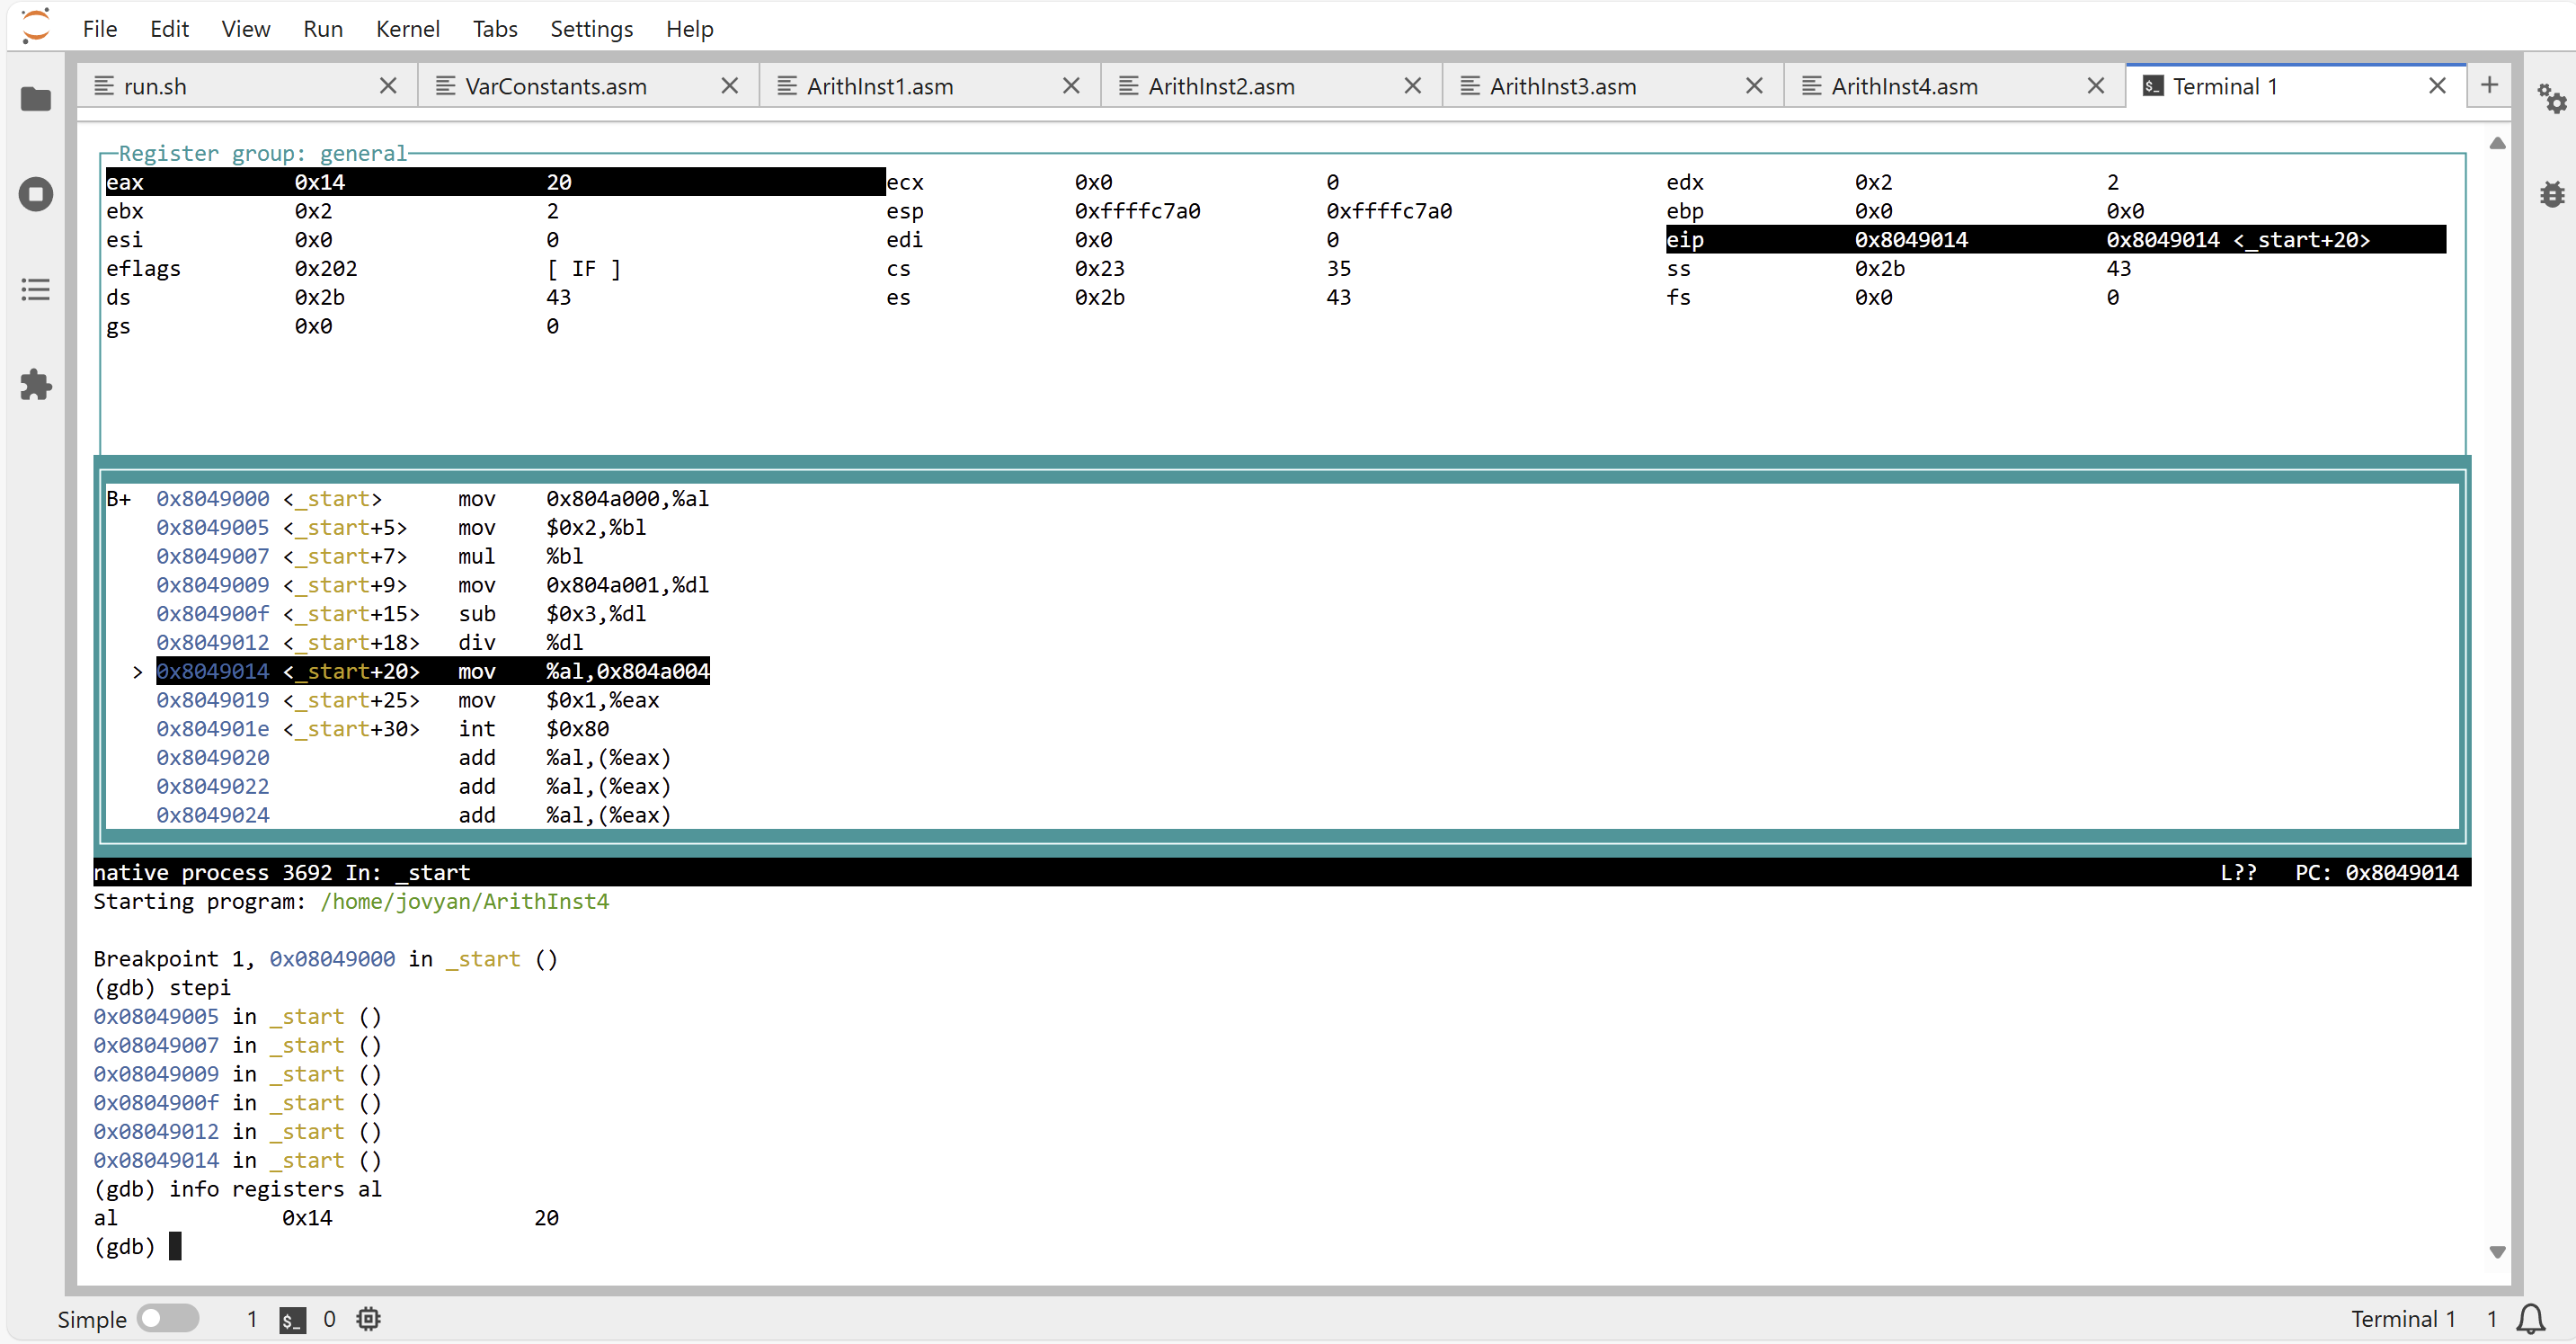 File Edit View Run Kernel Tabs Settings Help
run.sh VarConstants.asm ArithInst1.asm ArithInst2.asm ArithInst3.asm ArithInst4.asm Terminal 1
Register group: general
eax 0x14 20 ecx 0x0 0 edx 0x2 2
ebx 0x2 2 esp 0xffffc7a0 0xffffc7a0 ebp 0x0 0x0
esi 0x0 0 edi 0x0 0 eip 0x8049014 0x8049014 <_start+20>
eflags 0x202 [ IF ] cs 0x23 35 ss 0x2b 43
ds 0x2b 43 es 0x2b 43 fs 0x0 0
gs 0x0 0
B+ 0x8049000 <_start> mov 0x804a000,%al
0x8049005 <_start+5> mov $0x2,%bl
0x8049007 <_start+7> mul %bl
0x8049009 <_start+9> mov 0x804a001,%dl
0x804900f <_start+15> sub $0x3,%dl
0x8049012 <_start+18> div %dl
> 0x8049014 <_start+20> mov %al,0x804a004
0x8049019 <_start+25> mov $0x1,%eax
0x804901e <_start+30> int $0x80
0x8049020 add %al,(%eax)
0x8049022 add %al,(%eax)
0x8049024 add %al,(%eax)
native process 3692 In: _start L?? PC: 0x8049014
Starting program: /home/jovyan/ArithInst4
Breakpoint 1, 0x08049000 in _start ()
(gdb) stepi
0x08049005 in _start ()
0x08049007 in _start ()
0x08049009 in _start ()
0x0804900f in _start ()
0x08049012 in _start ()
0x08049014 in _start ()
(gdb) info registers al
al 0x14 20
(gdb)
Simple 1 $_ 0 Terminal 1 1